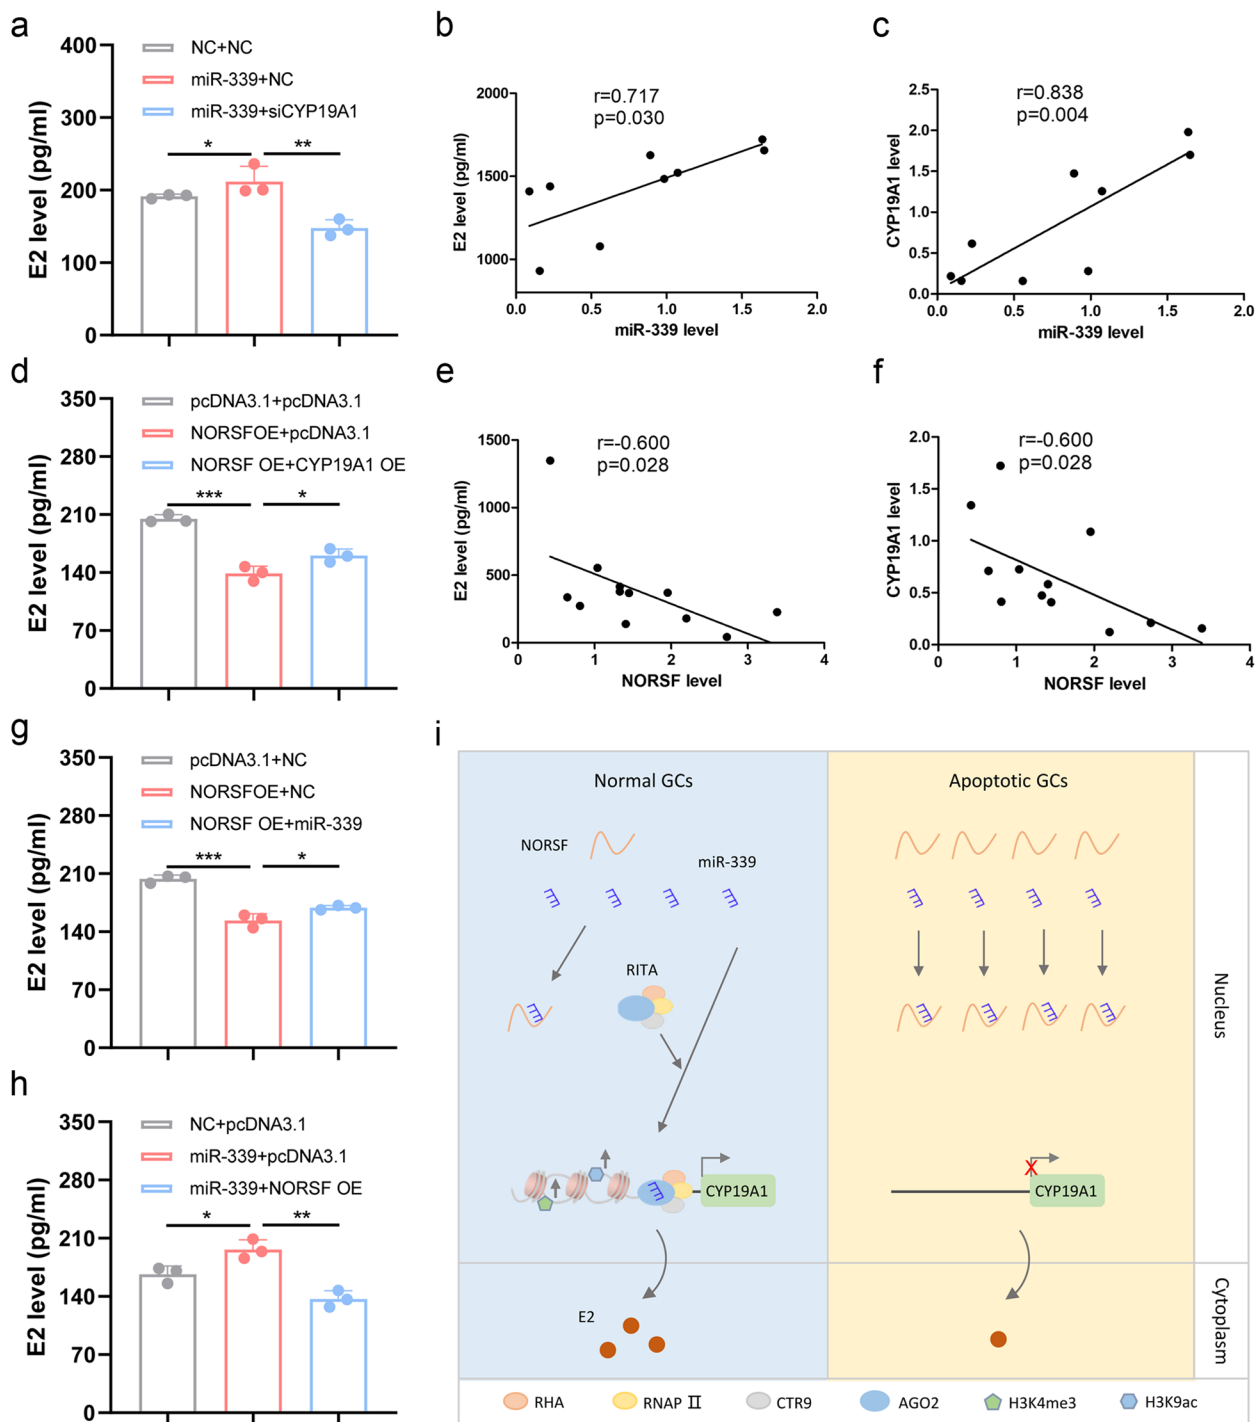 a
400
300
200
100
0
E2 level (pg/ml)
NC+NC
miR-339+NC
miR-339+siCYP19A1
*
**
b
2000
1500
1000
E2 level (pg/ml)
r=0.717
p=0.030
0.0 0.5 1.0 1.5 2.0
miR-339 level
c
2.5
2.0
1.5
1.0
0.5
0.0
CYP19A1 level
r=0.838
p=0.004
0.0 0.5 1.0 1.5 2.0
miR-339 level
d
350
280
210
140
70
0
E2 level (pg/ml)
pcDNA3.1+pcDNA3.1
NORSFOE+pcDNA3.1
NORSF OE+CYP19A1 OE
***
*
e
1500
1000
500
0
E2 level (pg/ml)
r=-0.600
p=0.028
0 1 2 3 4
NORSF level
f
2.0
1.5
1.0
0.5
0.0
CYP19A1 level
r=-0.600
p=0.028
0 1 2 3 4
NORSF level
g
350
280
210
140
70
0
E2 level (pg/ml)
pcDNA3.1+NC
NORSFOE+NC
NORSF OE+miR-339
***
*
h
350
280
210
140
70
0
E2 level (pg/ml)
NC+pcDNA3.1
miR-339+pcDNA3.1
miR-339+NORSF OE
*
**
i
Normal GCs
Apoptotic GCs
NORSF
miR-339
RITA
CYP19A1
X
CYP19A1
E2
Nucleus
Cytoplasm
RHA
RNAP II
CTR9
AGO2
H3K4me3
H3K9ac